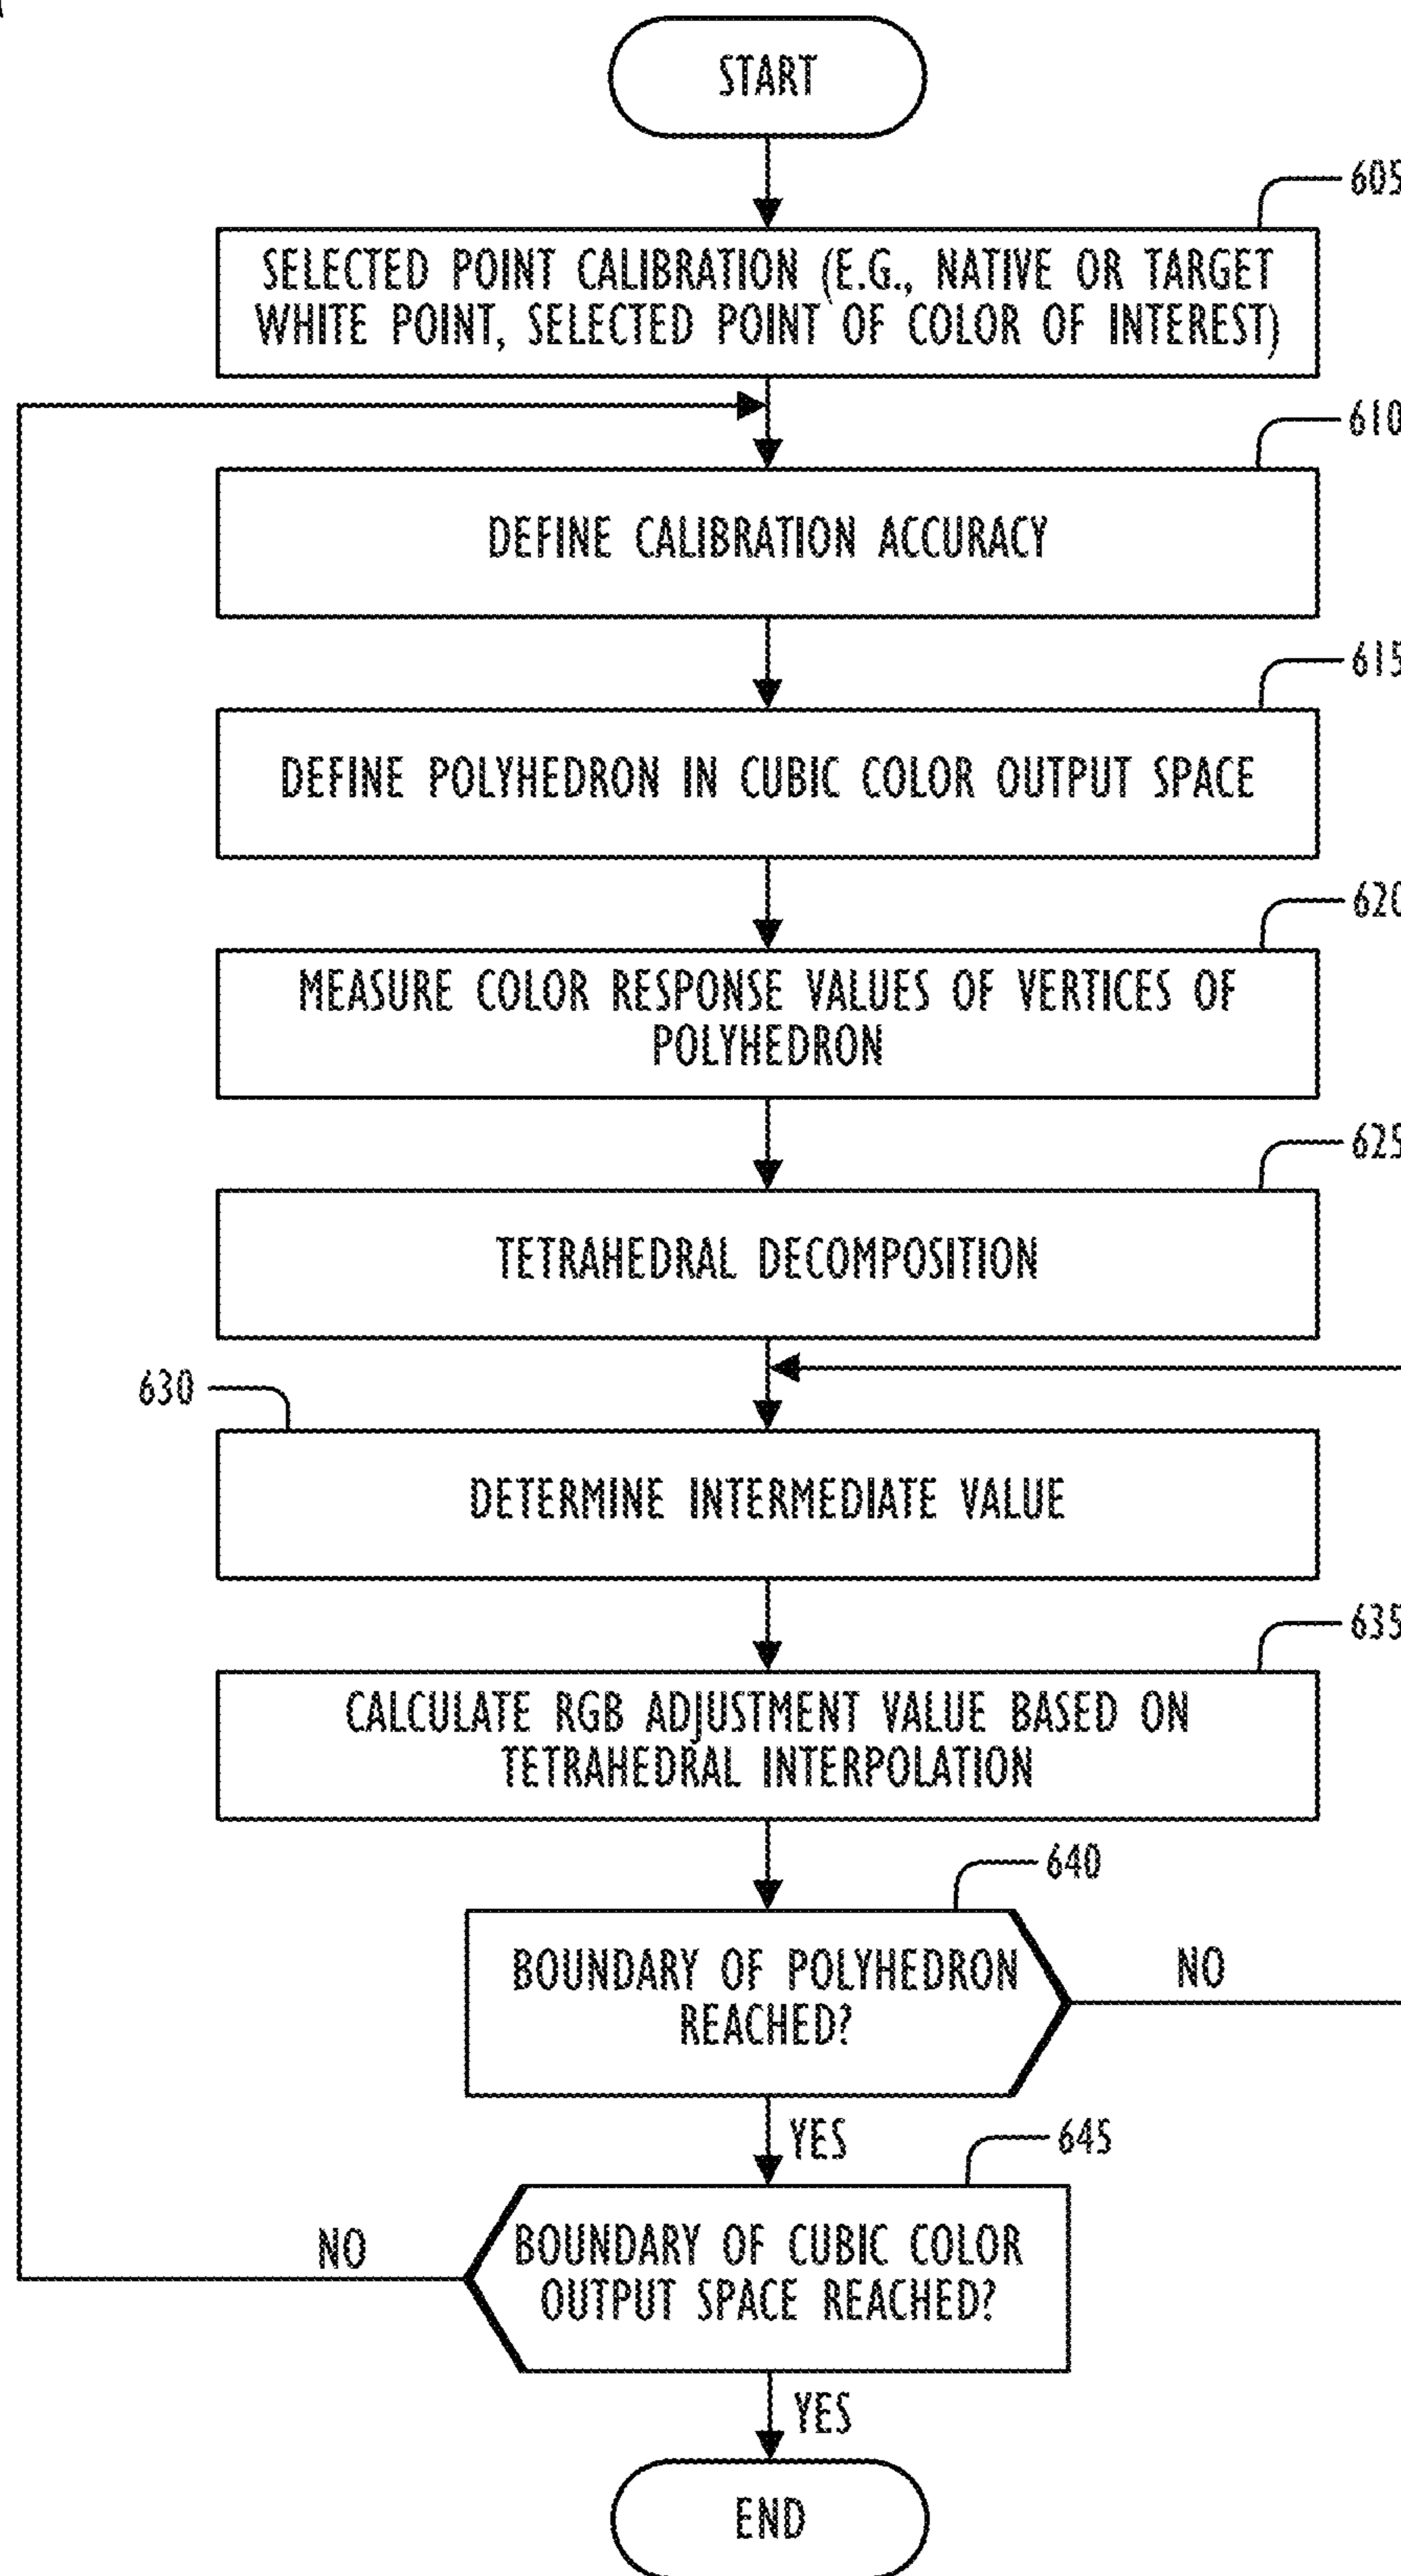 START
605
SELECTED POINT CALIBRATION (E.G., NATIVE OR TARGET
WHITE POINT, SELECTED POINT OF COLOR OF INTEREST)
610
DEFINE CALIBRATION ACCURACY
615
DEFINE POLYHEDRON IN CUBIC COLOR OUTPUT SPACE
620
MEASURE COLOR RESPONSE VALUES OF VERTICES OF
POLYHEDRON
625
TETRAHEDRAL DECOMPOSITION
630
DETERMINE INTERMEDIATE VALUE
635
CALCULATE RGB ADJUSTMENT VALUE BASED ON
TETRAHEDRAL INTERPOLATION
640
BOUNDARY OF POLYHEDRON
REACHED?
NO
YES
645
NO
BOUNDARY OF CUBIC COLOR
OUTPUT SPACE REACHED?
YES
END